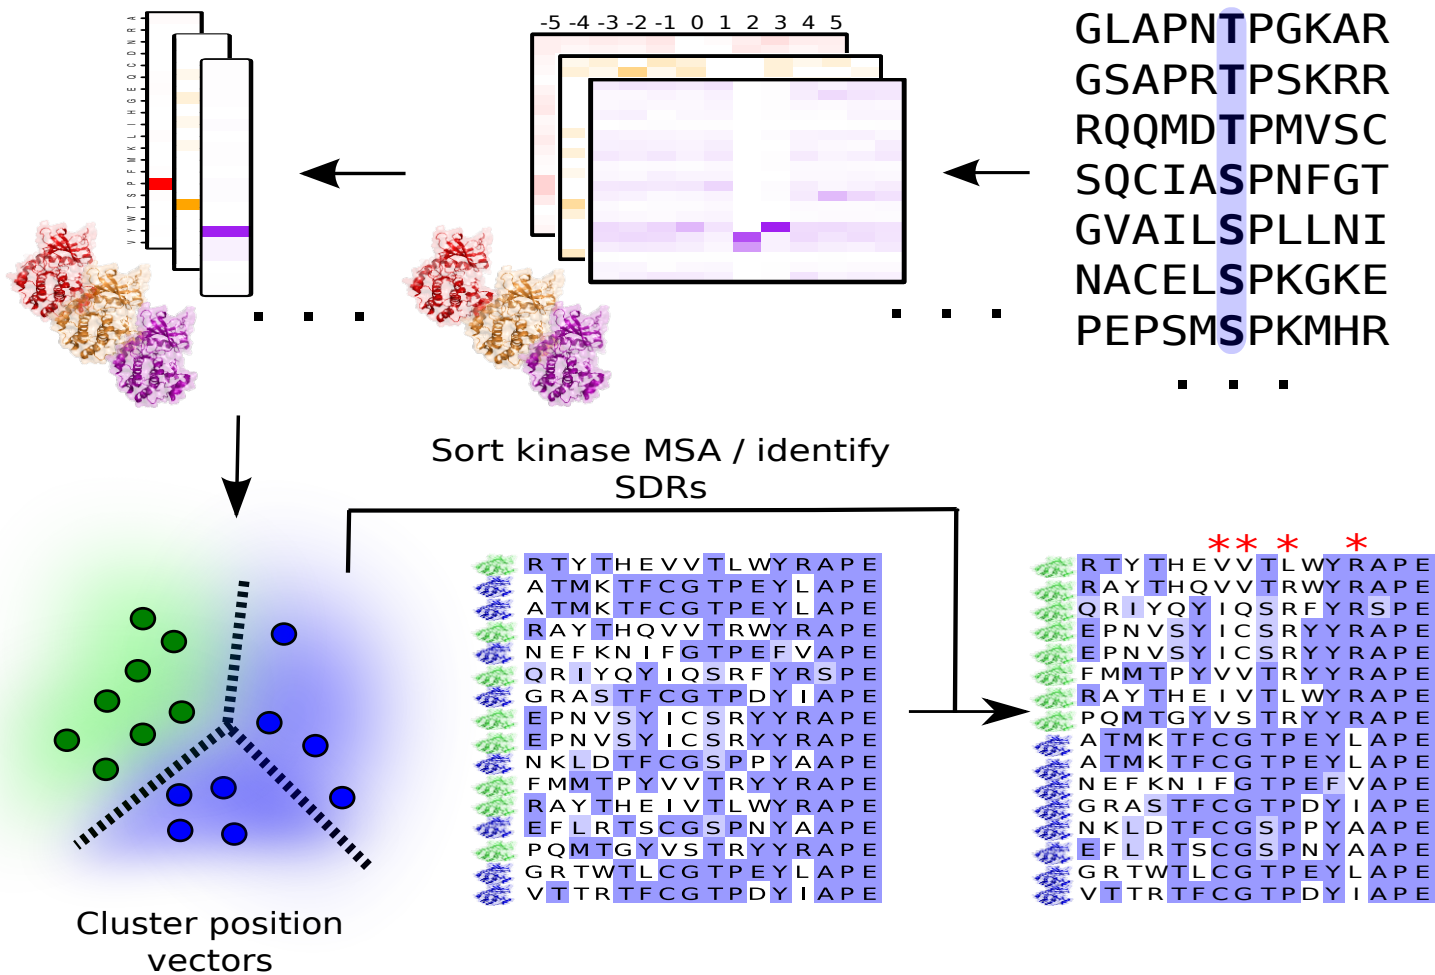 -5 -4 -3 -2 -1 0 1 2 3 4 5
V Y W T S P F M K L I H G E Q C D N R A
GLAPNTPGKAR
GSAPRTPSKRR
RQQMDTPMVSC
SQCIASPNFGT
GVAILSPLLNI
NACELSPKGKE
PEPSMSPKMHR
. . .
. . .
. . .
Sort kinase MSA / identify
SDRs
RTYTHEVVTLWYRAPE
ATMKTFCGTPEYLAPE
ATMKTFCGTPEYLAPE
RAYTHQVVTRWYRAPE
NEFKNIFGTPEFVAPE
QRIYQYIQSRFYRSPE
GRASTFCGTPDYIAPE
EPNVSYICSRYYRAPE
EPNVSYICSRYYRAPE
NKLDTFCGSPPYAAPE
FMMTPYVVTRYYRAPE
RAYTHEIVTLWYRAPE
EFLRTSCGSPNYAAPE
PQMTGYVSTRYYRAPE
GRTWTLCGTPEYLAPE
VTTRTFCGTPDYIAPE
* * * *
RTYTHEVVTLWYRAPE
RAYTHQVVTRWYRAPE
QRIYQYIQSRFYRSPE
EPNVSYICSRYYRAPE
EPNVSYICSRYYRAPE
FMMTPYVVTRYYRAPE
RAYTHEIVTLWYRAPE
PQMTGYVSTRYYRAPE
ATMKTFCGTPEYLAPE
ATMKTFCGTPEYLAPE
NEFKNIFGTPEFVAPE
GRASTFCGTPDYIAPE
NKLDTFCGSPPYAAPE
EFLRTSCGSPNYAAPE
GRTWTLCGTPEYLAPE
VTTRTFCGTPDYIAPE
Cluster position
vectors